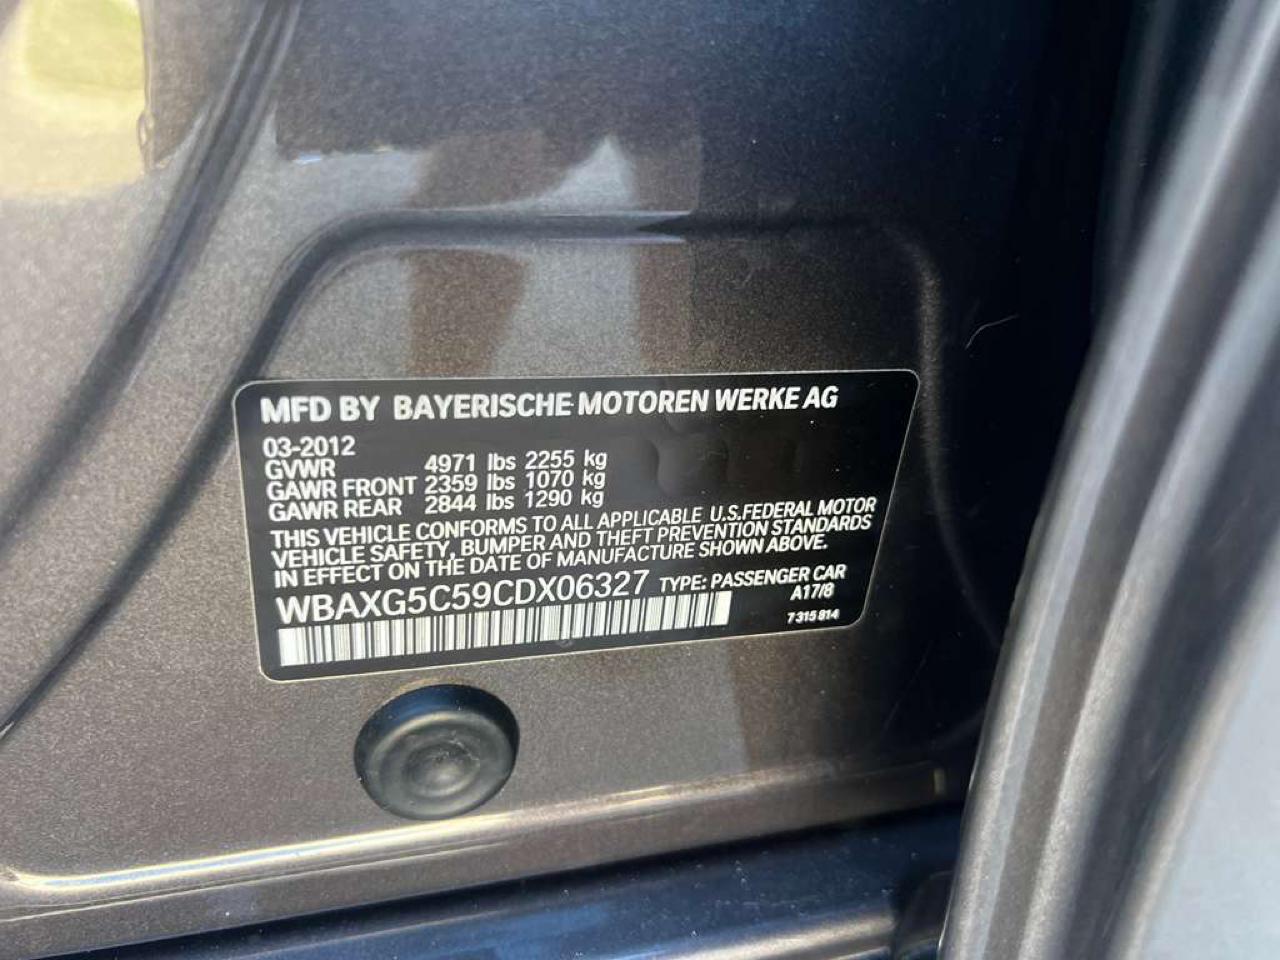 MFD BY BAYERISCHE MOTOREN WERKE AG
03-2012
GVWR 4971 lbs 2255 kg
GAWR FRONT 2359 lbs 1070 kg
GAWR REAR 2844 lbs 1290 kg
THIS VEHICLE CONFORMS TO ALL APPLICABLE U.S.FEDERAL MOTOR
VEHICLE SAFETY, BUMPER AND THEFT PREVENTION STANDARDS
IN EFFECT ON THE DATE OF MANUFACTURE SHOWN ABOVE.
WBAXG5C59CDX06327 TYPE: PASSENGER CAR
A17/8
7 315 814